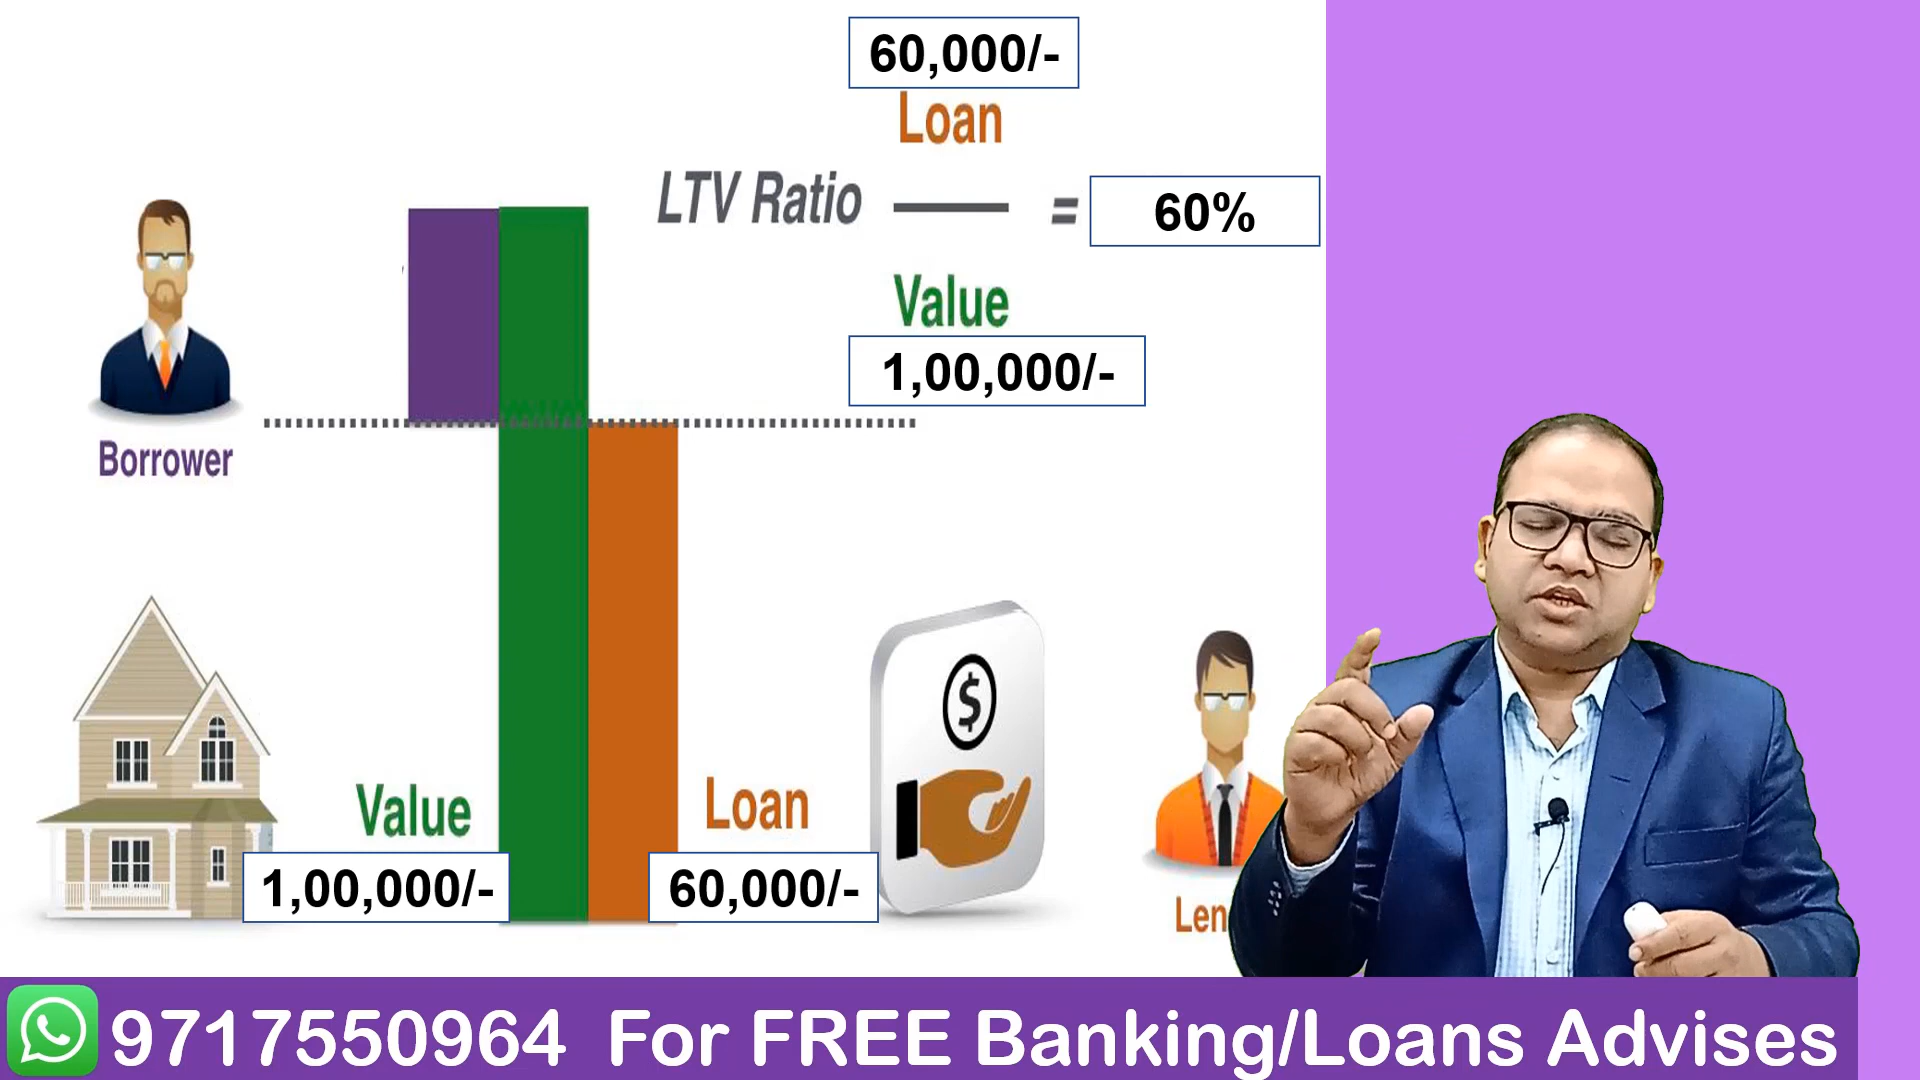 60,000/-
Loan
LTV Ratio
=
60%
Value
1,00,000/-
Borrower
Value
Loan
1,00,000/-
60,000/-
$
Len
9717550964 For FREE Banking/Loans Advises